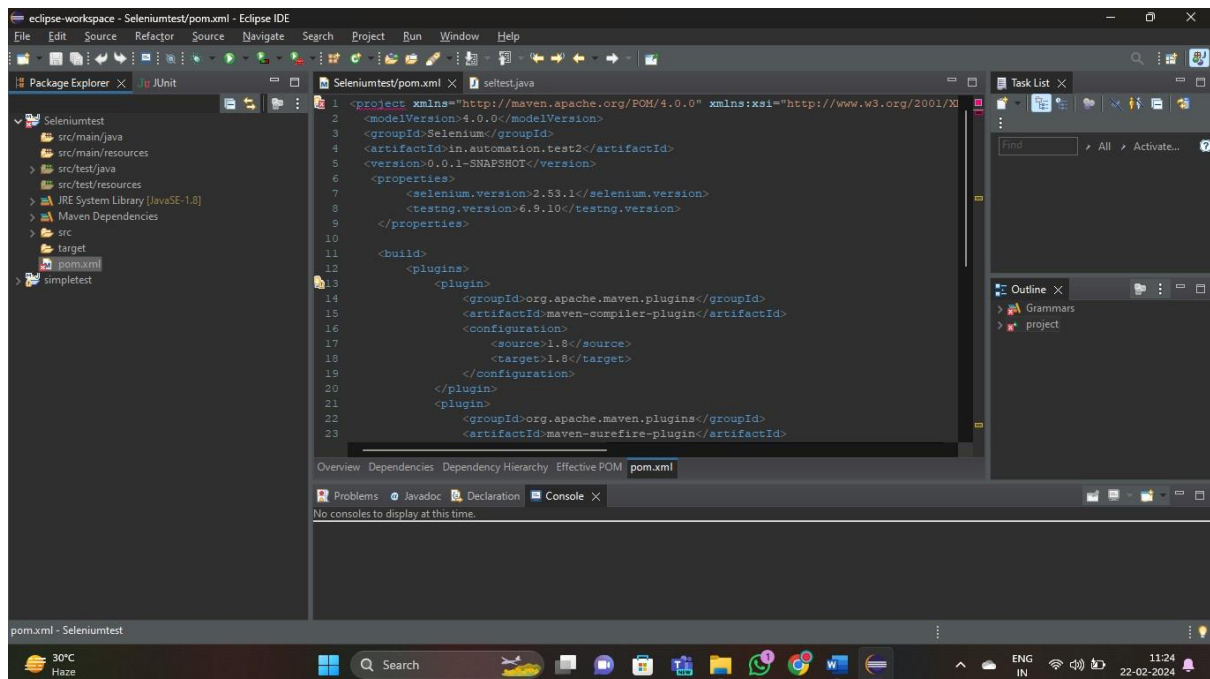 eclipse-workspace - Seleniumtest/pom.xml - Eclipse IDE
File Edit Source Refactor Source Navigate Search Project Run Window Help
Package Explorer JUnit
Seleniumtest
src/main/java
src/main/resources
src/test/java
src/test/resources
JRE System Library [JavaSE-1.8]
Maven Dependencies
src
target
pom.xml
simpletest
Seleniumtest/pom.xml seltest.java
1 <project xmlns="http://maven.apache.org/POM/4.0.0" xmlns:xsi="http://www.w3.org/2001/X
2 <modelVersion>4.0.0</modelVersion>
3 <groupId>Selenium</groupId>
4 <artifactId>in.automation.test2</artifactId>
5 <version>0.0.1-SNAPSHOT</version>
6 <properties>
7 <selenium.version>2.53.1</selenium.version>
8 <testng.version>6.9.10</testng.version>
9 </properties>
10
11 <build>
12 <plugins>
13 <plugin>
14 <groupId>org.apache.maven.plugins</groupId>
15 <artifactId>maven-compiler-plugin</artifactId>
16 <configuration>
17 <source>1.8</source>
18 <target>1.8</target>
19 </configuration>
20 </plugin>
21 <plugin>
22 <groupId>org.apache.maven.plugins</groupId>
23 <artifactId>maven-surefire-plugin</artifactId>
Overview Dependencies Dependency Hierarchy Effective POM pom.xml
Task List
Find All Activate...
Outline
Grammars
project
Problems Javadoc Declaration Console
No consoles to display at this time.
pom.xml - Seleniumtest
30°C
Haze
Search
1
ENG
IN
11:24
22-02-2024